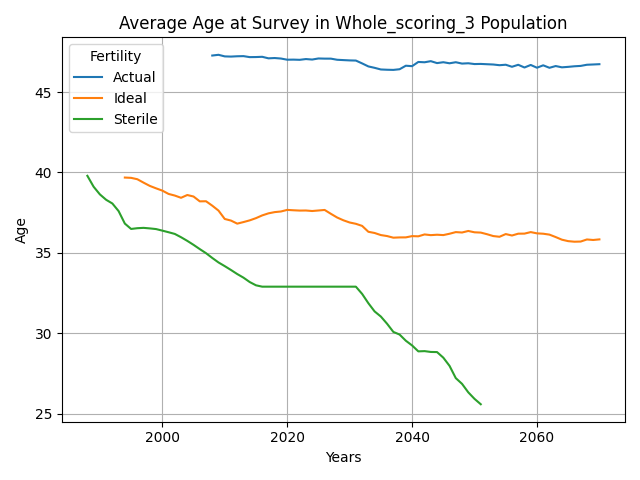 Average Age at Survey in Whole_scoring_3 Population
Fertility
Actual
Ideal
Sterile
Age
45
40
35
30
25
2000
2020
2040
2060
Years